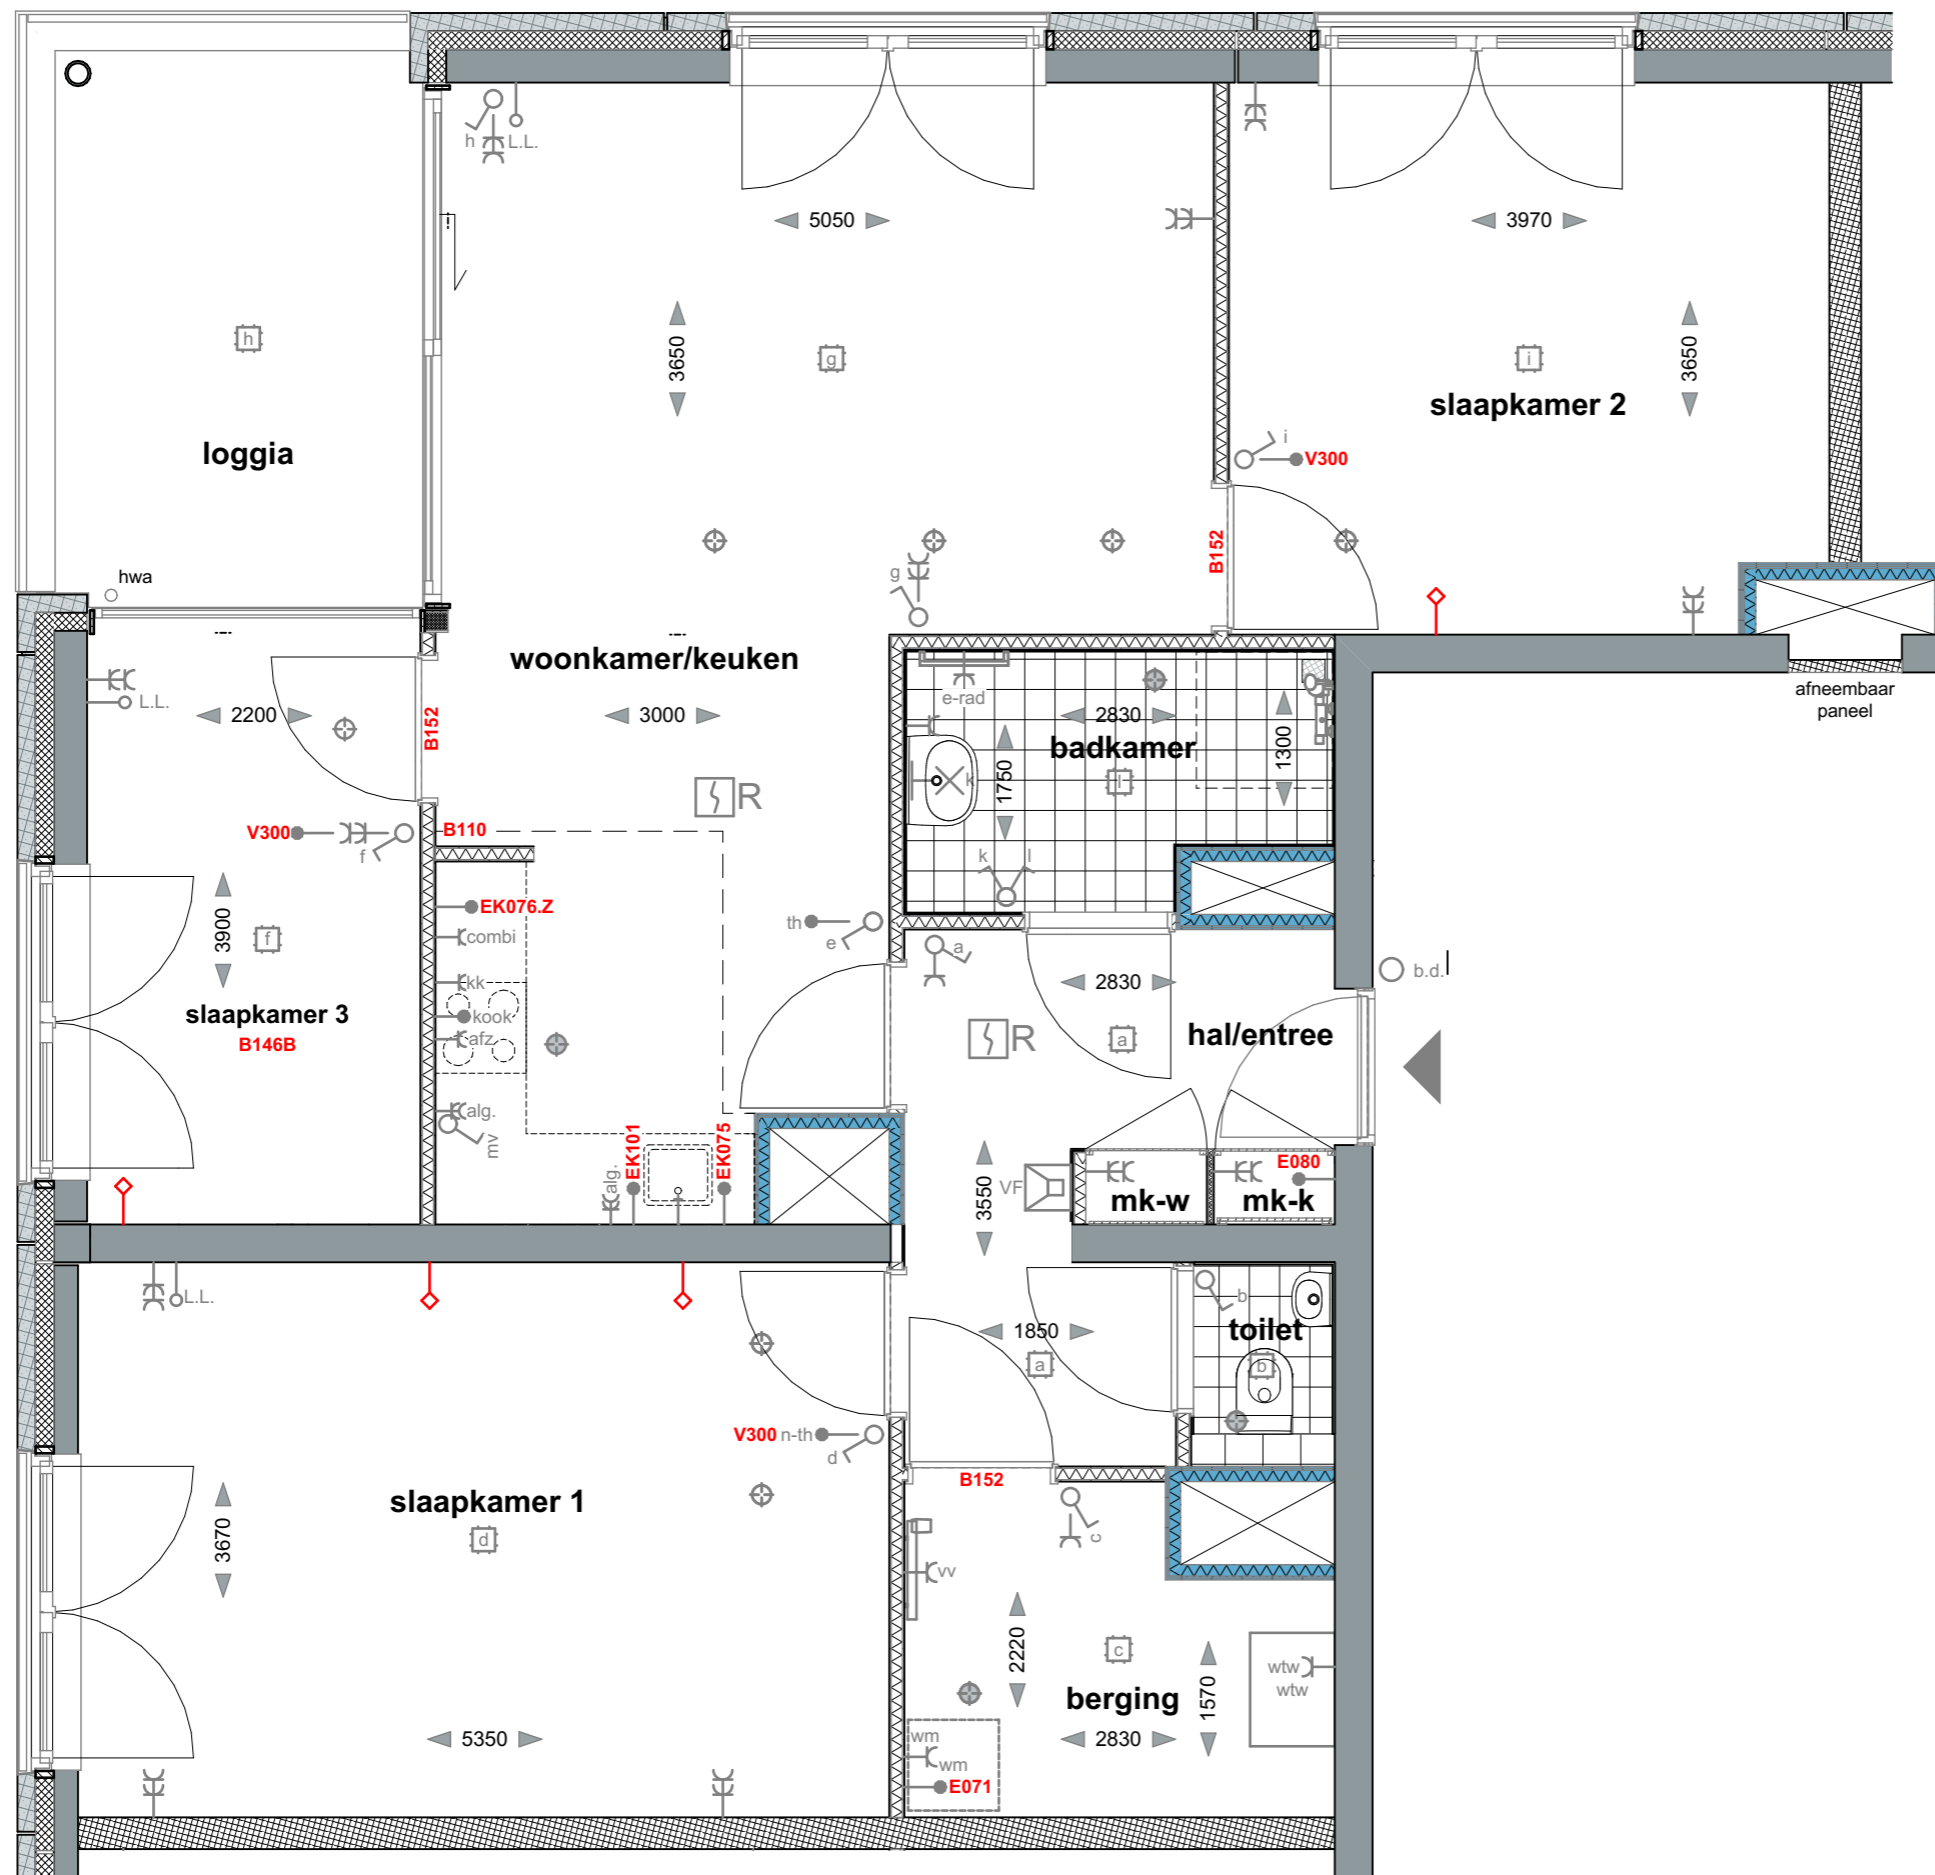 h
L.L.
5050
3970
3650
3650
h
g
i
slaapkamer 2
loggia
i
V300
B152
hwa
g
woonkamer/keuken
L.L.
2200
B152
3000
e-rad
2830
badkamer
1300
1750
k
l
afneembaar
paneel
R
V300
f
B110
k
l
EK076.Z
combi
th
e
a
3900
f
kk
kook
afz.
slaapkamer 3
B146B
2830
b.d.
R
a
hal/entree
alg.
mv
alg.
EK101
EK075
3550
VF
mk-w
E080
mk-k
L.L.
b
1850
toilet
a
b
V300 n-th
d
B152
slaapkamer 1
d
c
3670
vv
2220
c
1570
wtw
wtw
berging
5350
2830
wm
wm
E071